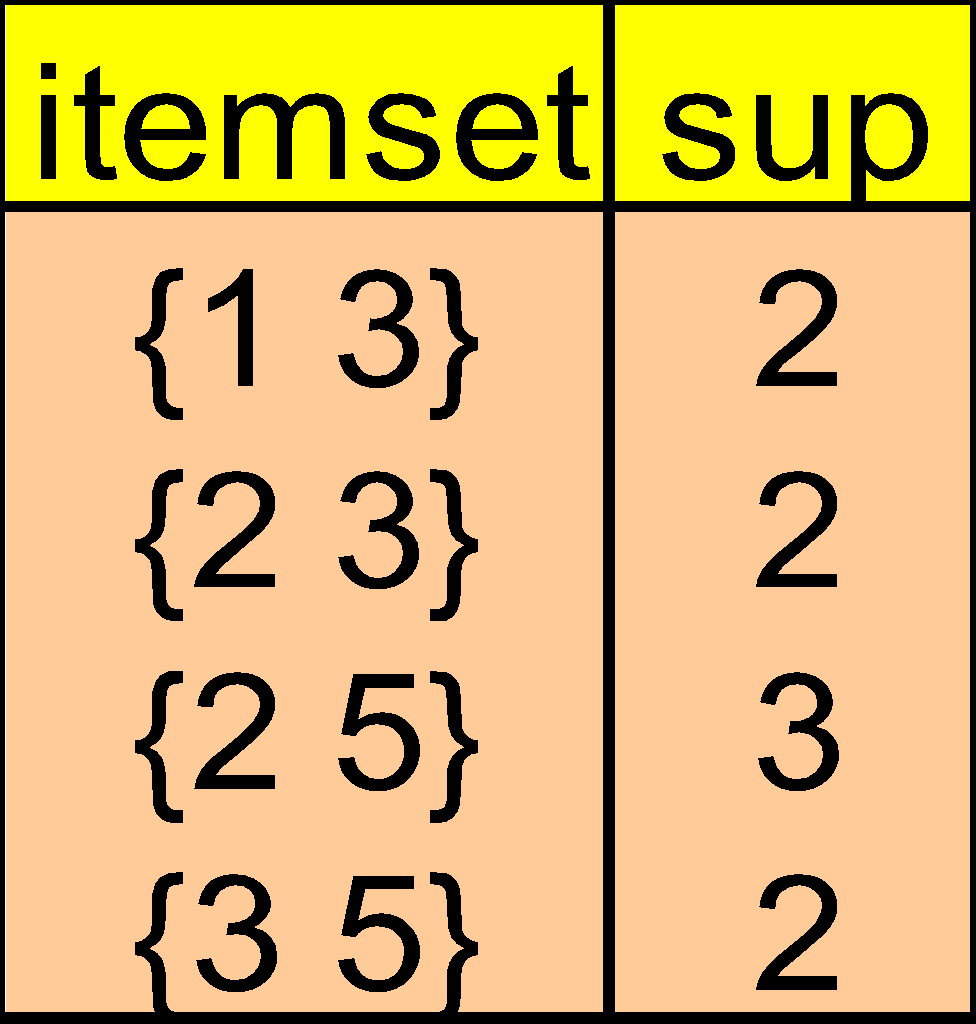 itemset sup
{1 3} 2
{2 3} 2
{2 5} 3
{3 5} 2